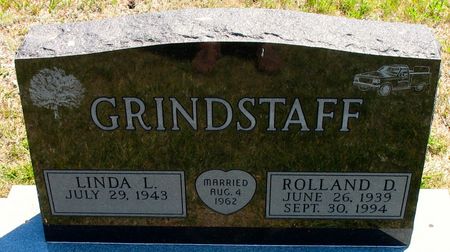 GRINDSTAFF
LINDA L.
JULY 29, 1943
MARRIED
AUG. 4
1962
ROLLAND D.
JUNE 26, 1939
SEPT. 30, 1994